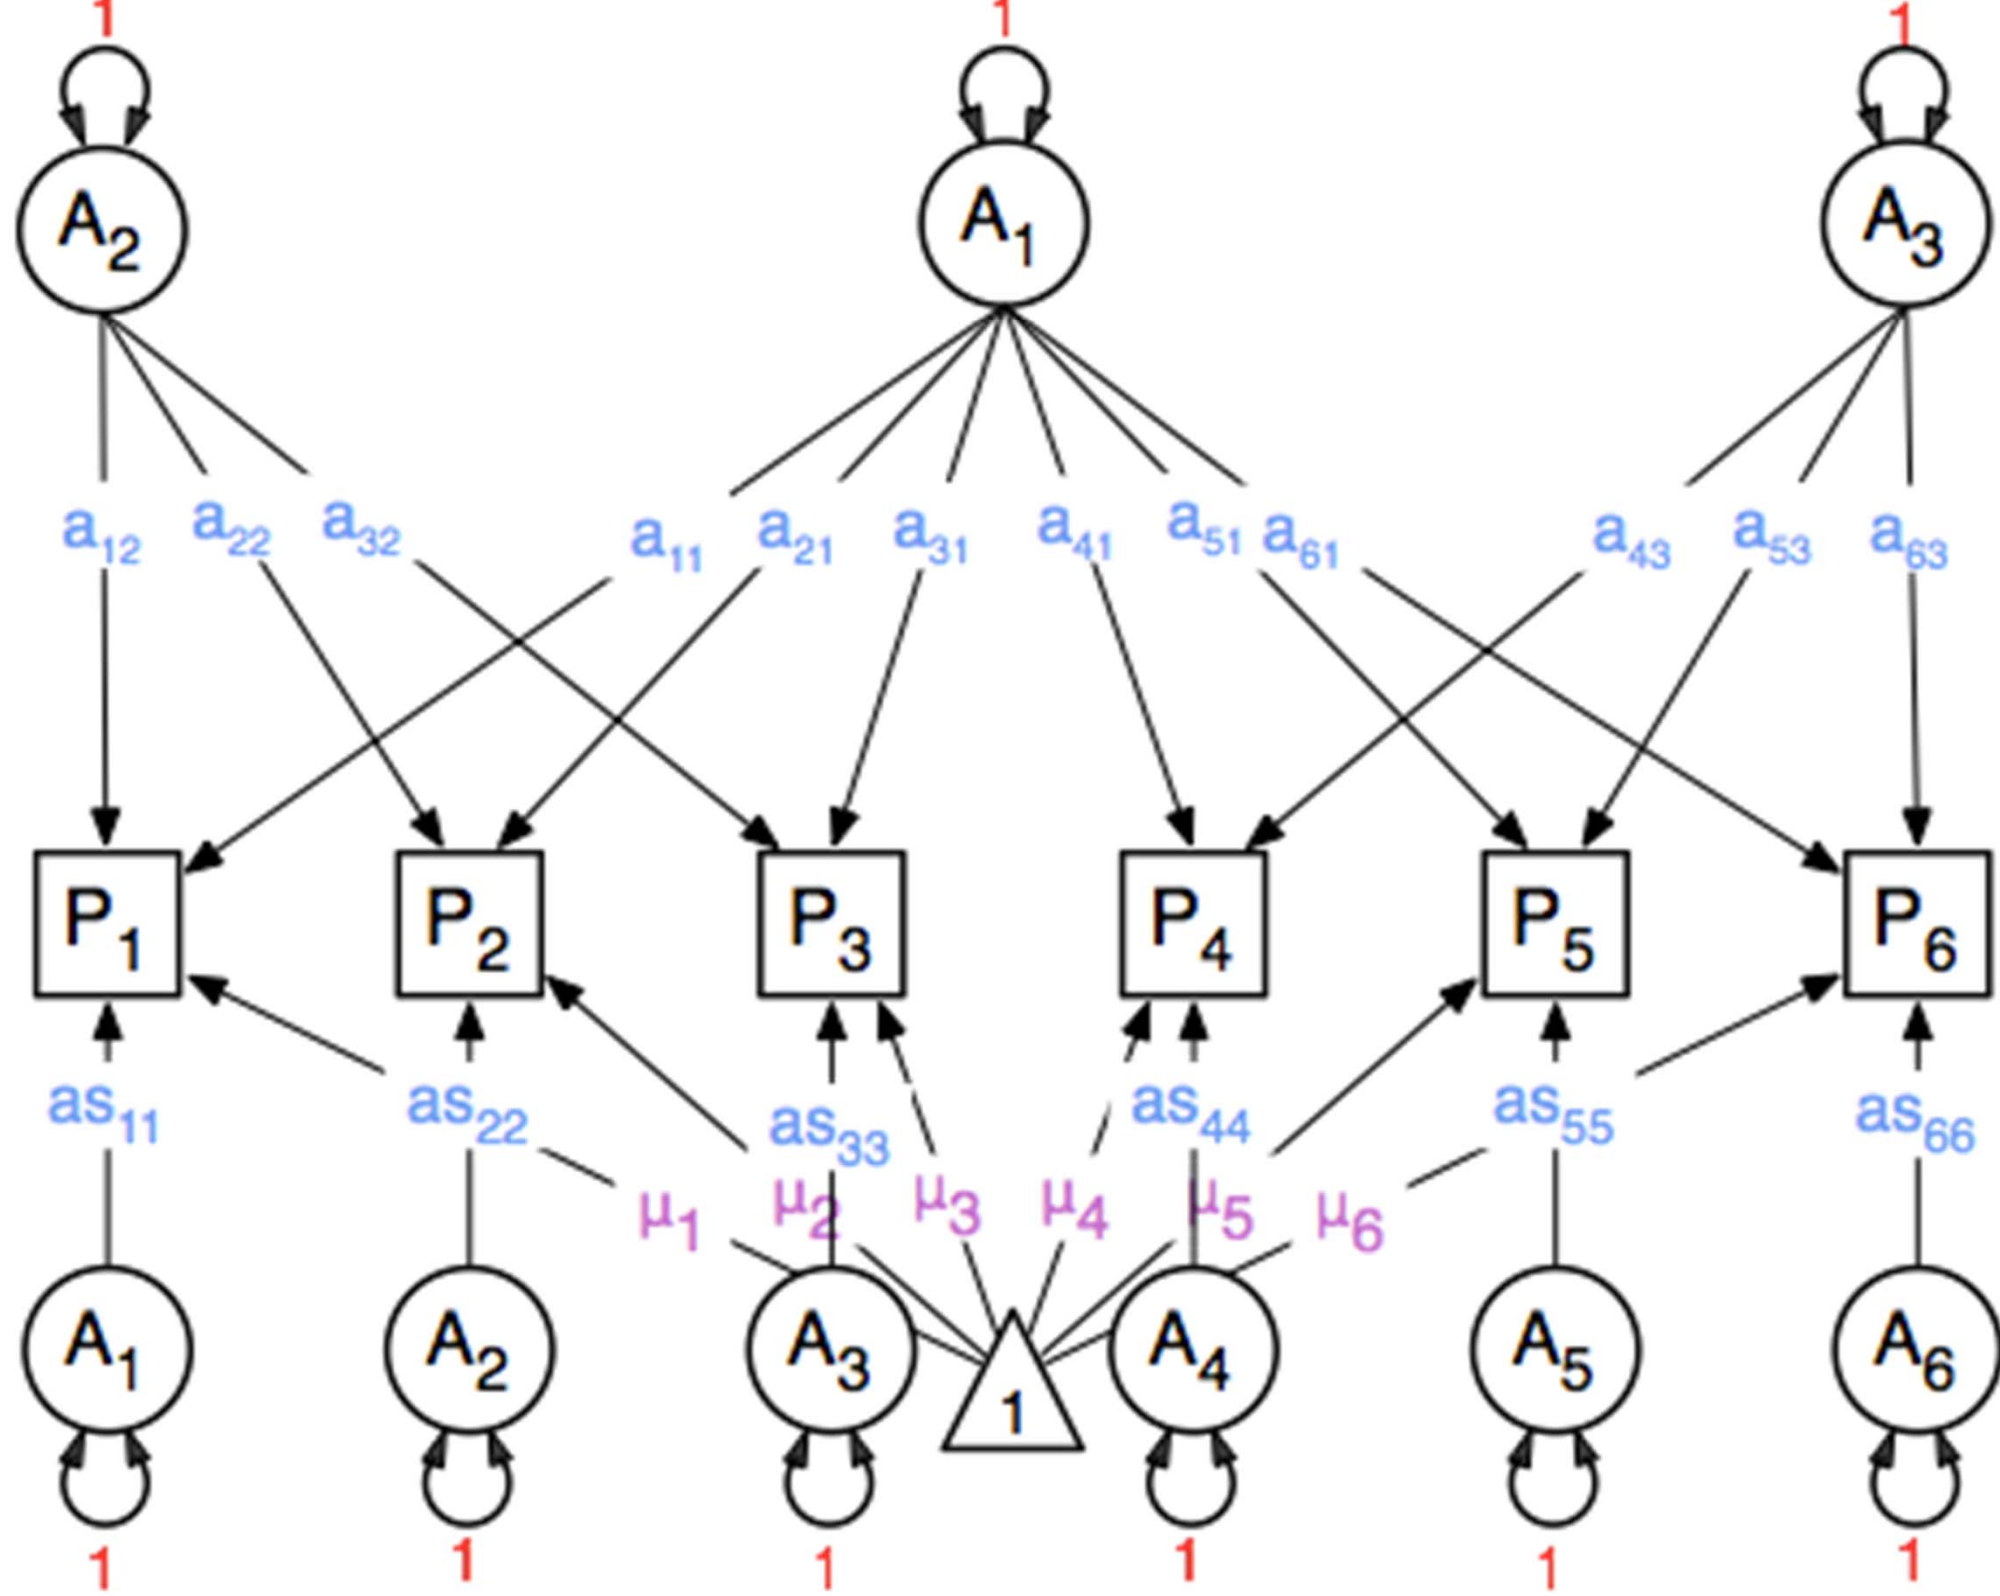 1 1 1
A2 A1 A3
a12 a22 a32 a11 a21 a31 a41 a51 a61 a43 a53 a63
P1 P2 P3 P4 P5 P6
as11 as22 as33 as44 as55 as66
μ1 μ2 μ3 μ4 μ5 μ6
A1 A2 A3 1 A4 A5 A6
1 1 1 1 1 1